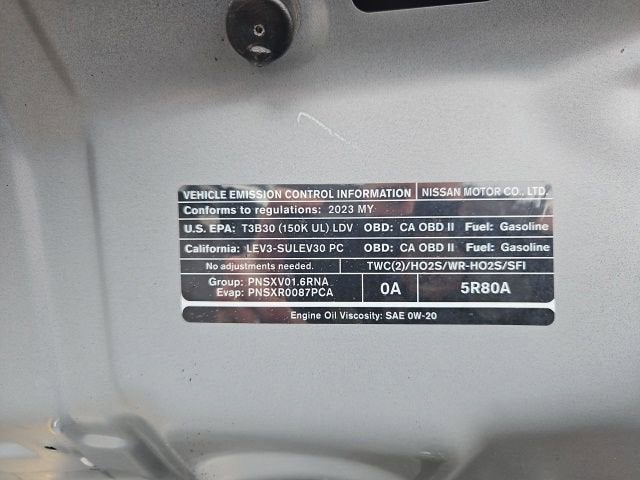 VEHICLE EMISSION CONTROL INFORMATION NISSAN MOTOR CO., LTD.
Conforms to regulations: 2023 MY
U.S. EPA: T3B30 (150K UL) LDV OBD: CA OBD II Fuel: Gasoline
California: LEV3-SULEV30 PC OBD: CA OBD II Fuel: Gasoline
No adjustments needed. TWC(2)/HO2S/WR-HO2S/SFI
Group: PNSXV01.6RNA
Evap: PNSXR0087PCA
0A 5R80A
Engine Oil Viscosity: SAE 0W-20